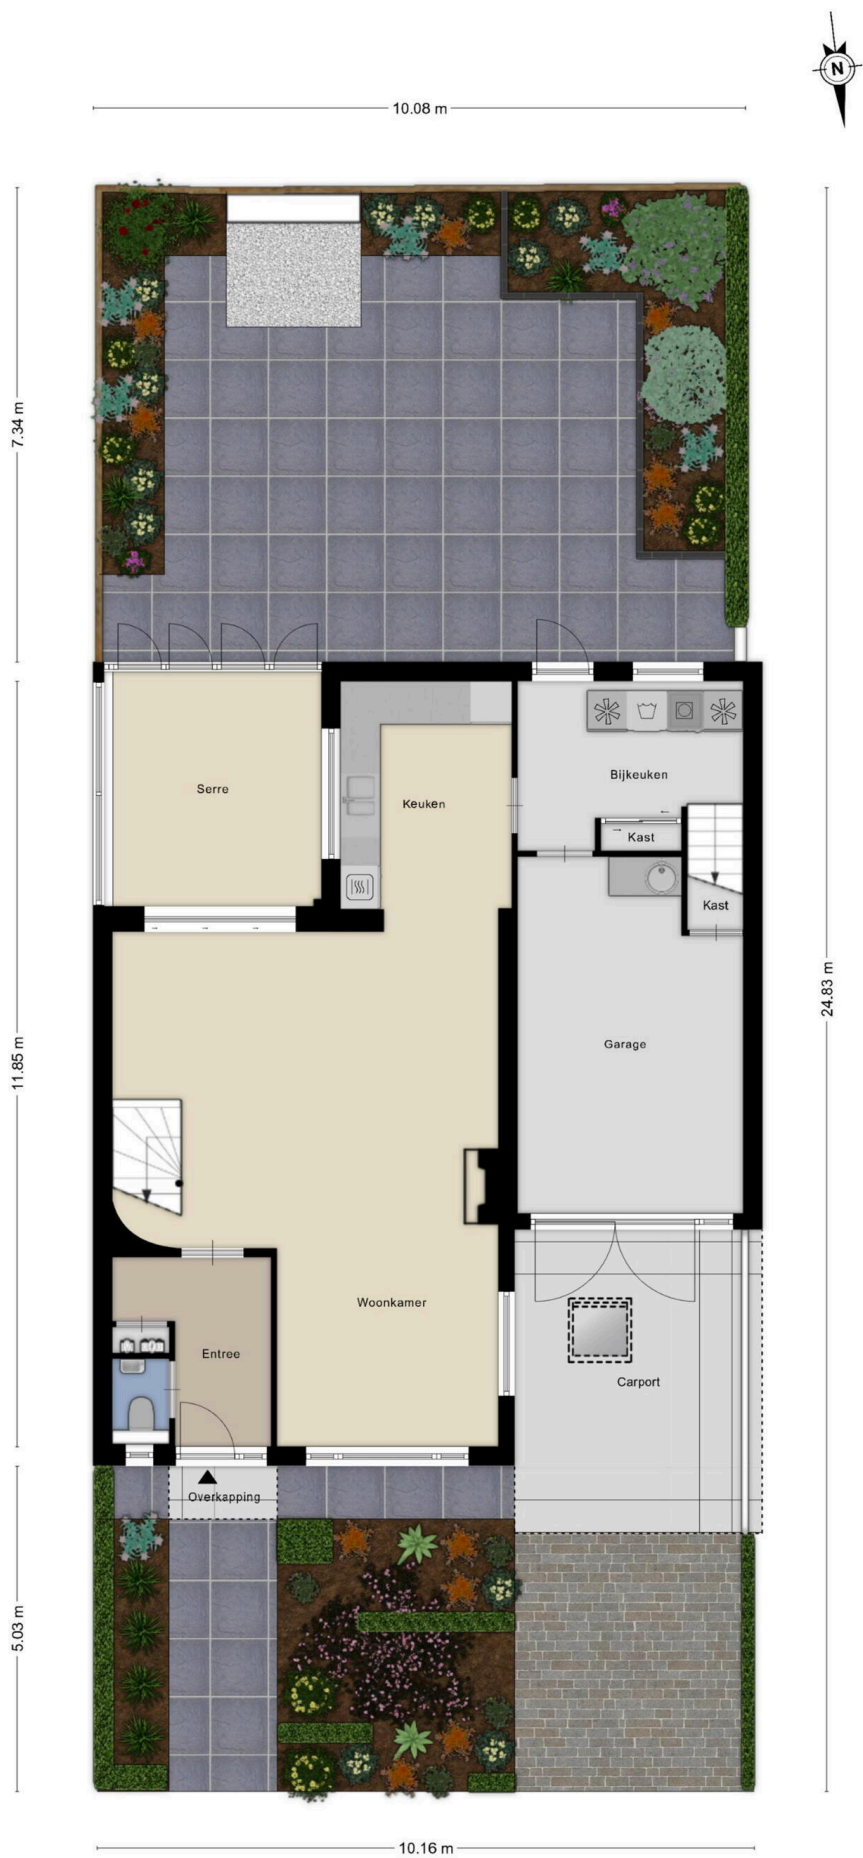 N
10.08 m
7.34 m
Serre
Keuken
Bijkeuken
Kast
Kast
24.83 m
Garage
11.85 m
Woonkamer
Entree
Carport
Overkapping
5.03 m
10.16 m